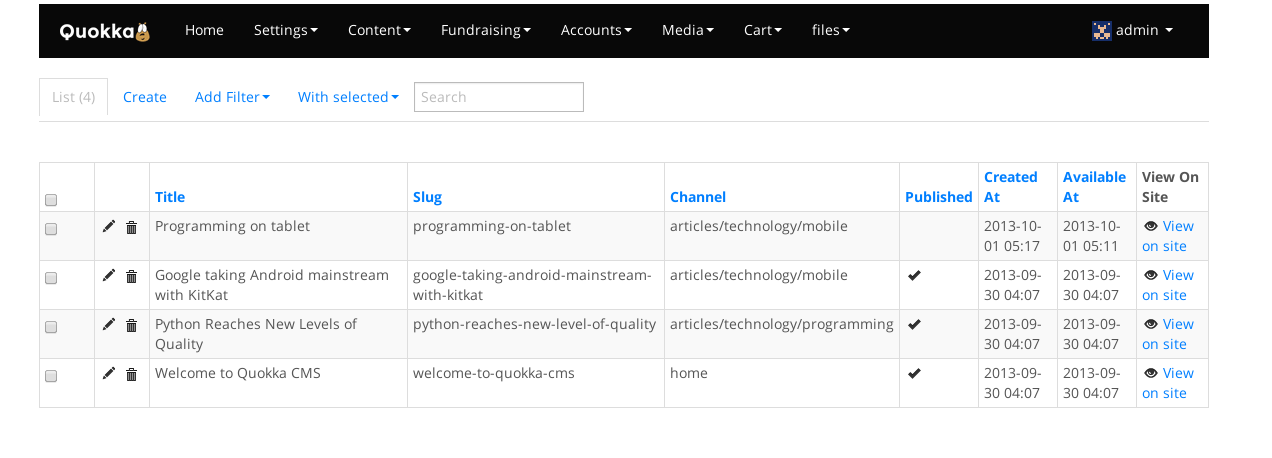 Quokka Home Settings Content Fundraising Accounts Media Cart files admin
List (4) Create Add Filter With selected Search
Title Slug Channel Published Created At Available At View On Site
Programming on tablet programming-on-tablet articles/technology/mobile 2013-10-01 05:17 2013-10-01 05:11 View on site
Google taking Android mainstream with KitKat google-taking-android-mainstream-with-kitkat articles/technology/mobile 2013-09-30 04:07 2013-09-30 04:07 View on site
Python Reaches New Levels of Quality python-reaches-new-level-of-quality articles/technology/programming 2013-09-30 04:07 2013-09-30 04:07 View on site
Welcome to Quokka CMS welcome-to-quokka-cms home 2013-09-30 04:07 2013-09-30 04:07 View on site